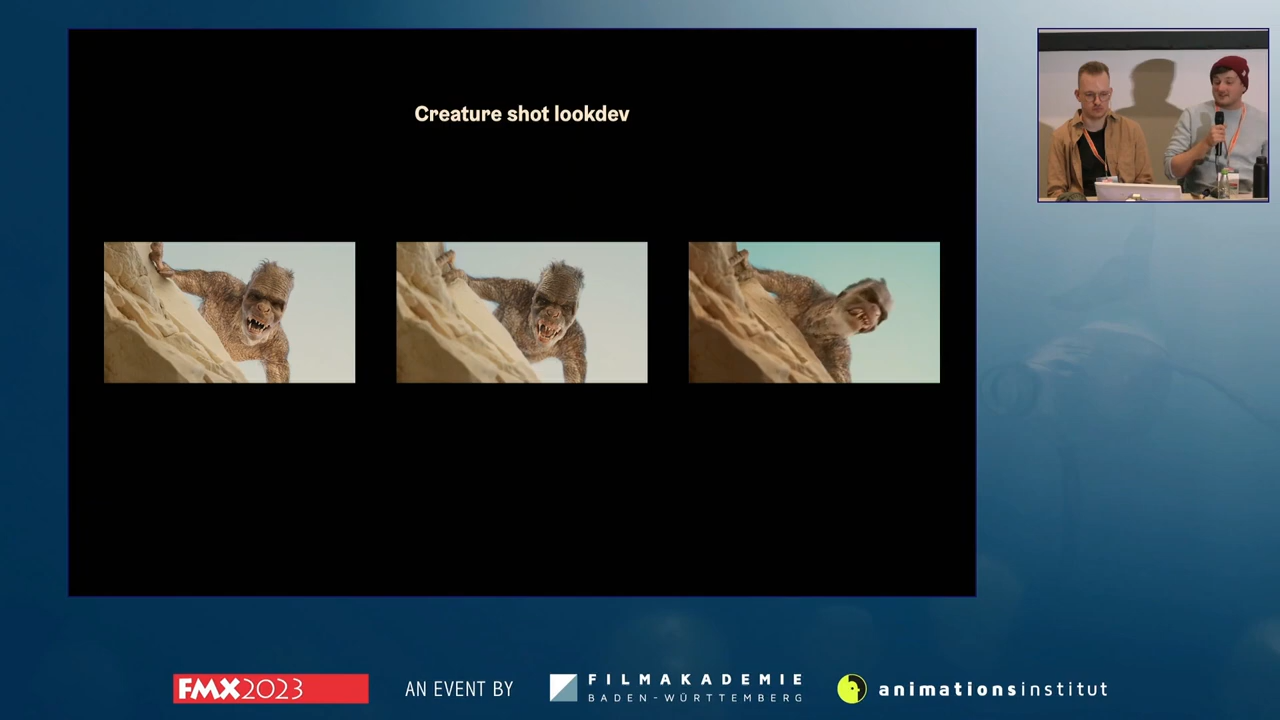 Creature shot lookdev
FMX2023
AN EVENT BY
FILMAKADEMIE
BADEN-WÜRTTEMBERG
animationsinstitut